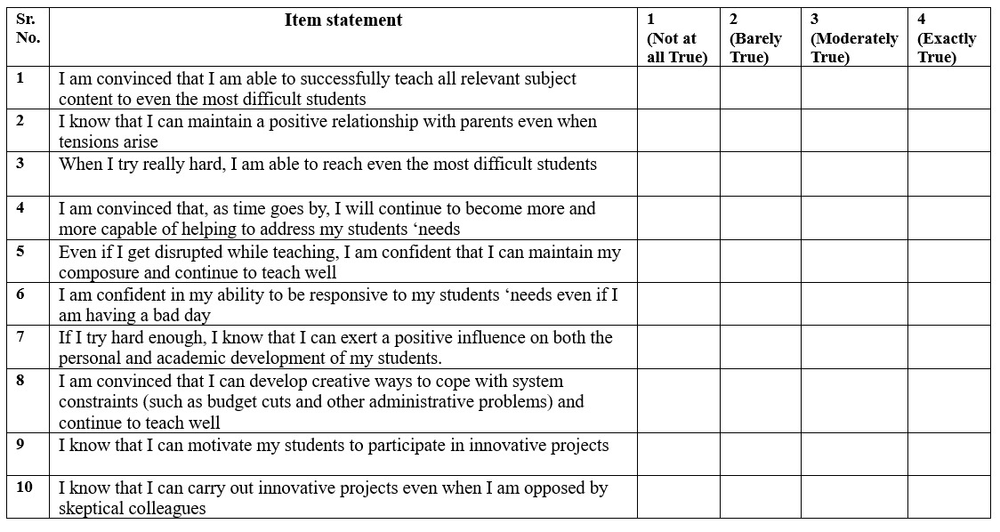 Sr. No.
Item statement
1 (Not at all True)
2 (Barely True)
3 (Moderately True)
4 (Exactly True)
1
I am convinced that I am able to successfully teach all relevant subject
content to even the most difficult students
2
I know that I can maintain a positive relationship with parents even when
tensions arise
3
When I try really hard, I am able to reach even the most difficult students
4
I am convinced that, as time goes by, I will continue to become more and
more capable of helping to address my students ‘needs
5
Even if I get disrupted while teaching, I am confident that I can maintain my
composure and continue to teach well
6
I am confident in my ability to be responsive to my students ‘needs even if I
am having a bad day
7
If I try hard enough, I know that I can exert a positive influence on both the
personal and academic development of my students.
8
I am convinced that I can develop creative ways to cope with system
constraints (such as budget cuts and other administrative problems) and
continue to teach well
9
I know that I can motivate my students to participate in innovative projects
10
I know that I can carry out innovative projects even when I am opposed by
skeptical colleagues